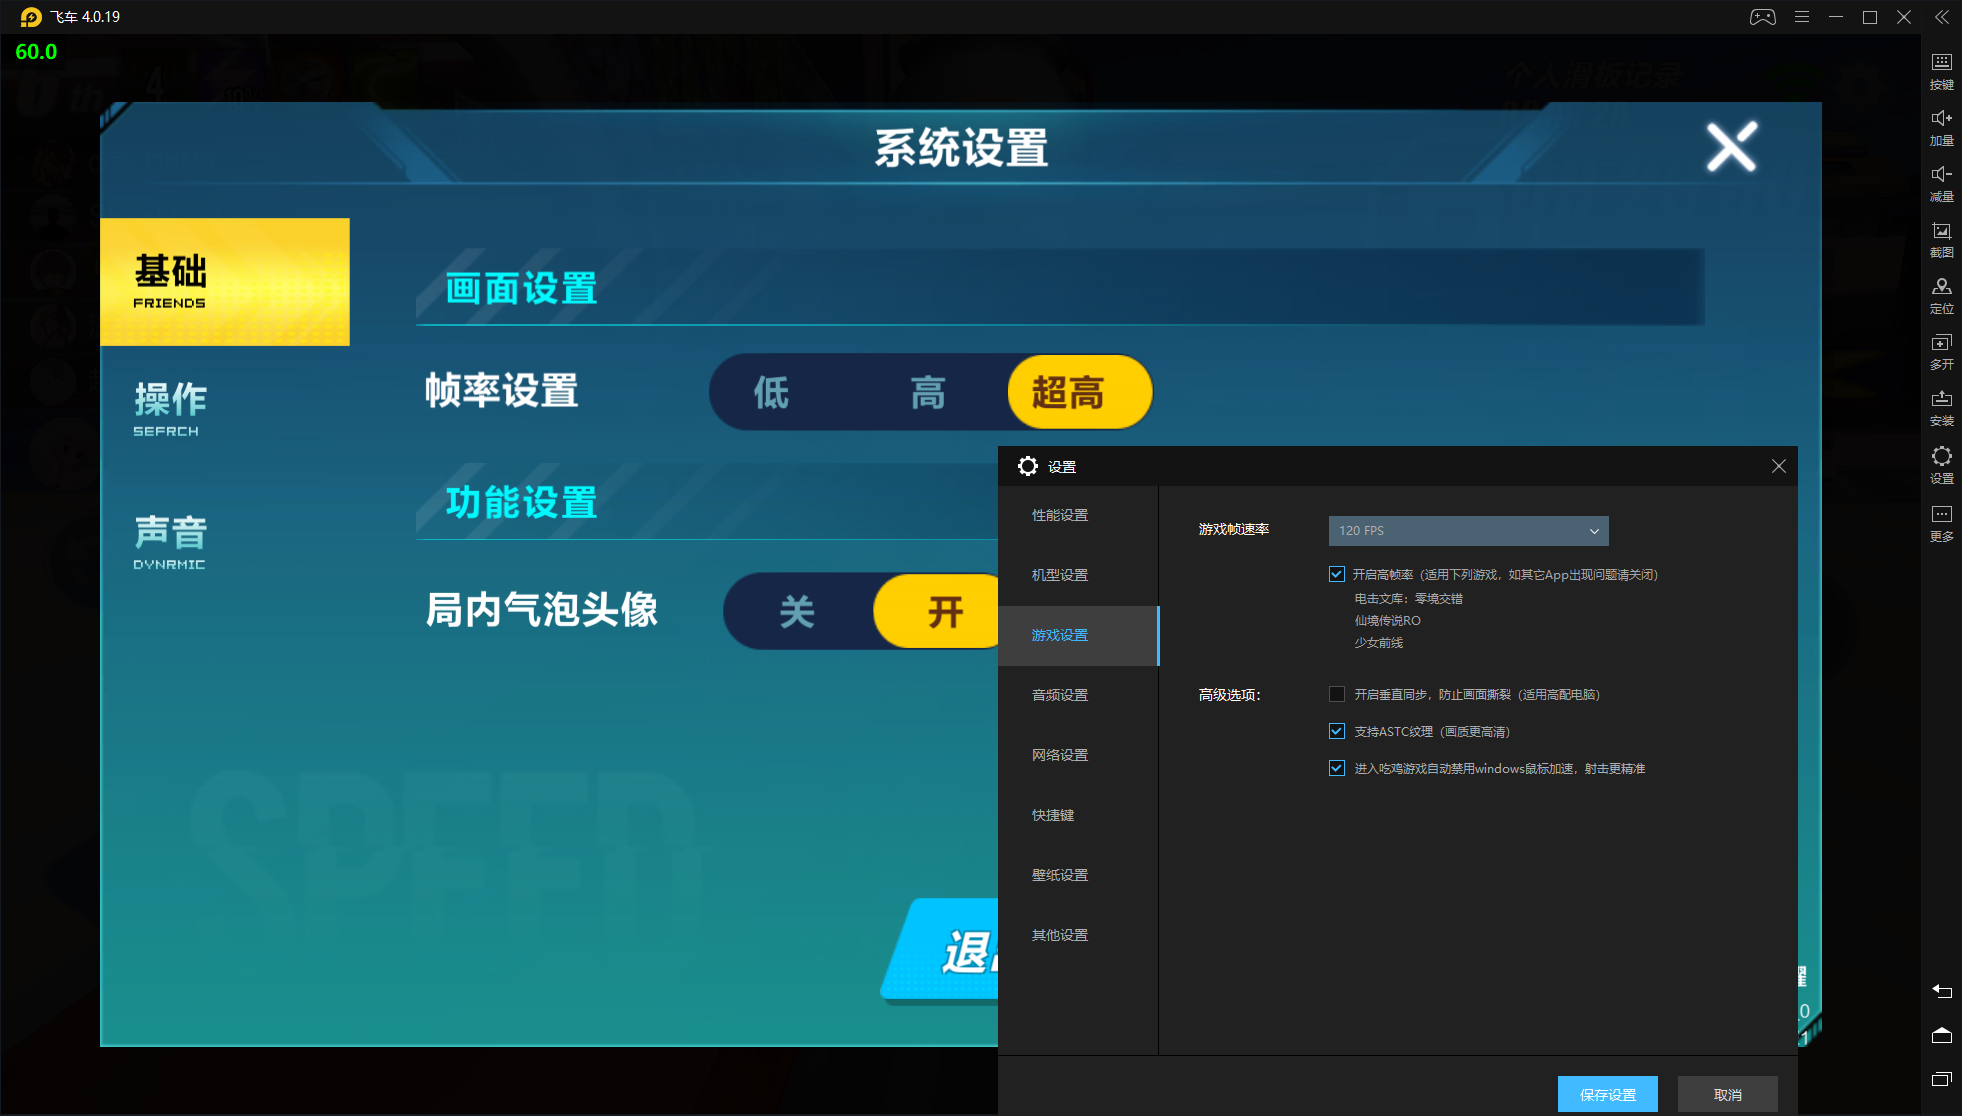 飞车 4.0.19
60.0
th
4
个人滑板记录
系统设置
基础
FRIENDS
操作
SEFRCH
声音
DYNRMIC
画面设置
帧率设置
低
高
超高
功能设置
局内气泡头像
关
开
SPEED
退
设置
性能设置
机型设置
游戏设置
音频设置
网络设置
快捷键
壁纸设置
其他设置
游戏帧速率
120 FPS
开启高帧率（适用下列游戏，如其它App出现问题请关闭）
电击文库：零境交错
仙境传说RO
少女前线
高级选项：
开启垂直同步，防止画面撕裂（适用高配电脑）
支持ASTC纹理（画质更高清）
进入吃鸡游戏自动禁用windows鼠标加速，射击更精准
保存设置
取消
按键
加量
减量
截图
定位
多开
安装
设置
更多